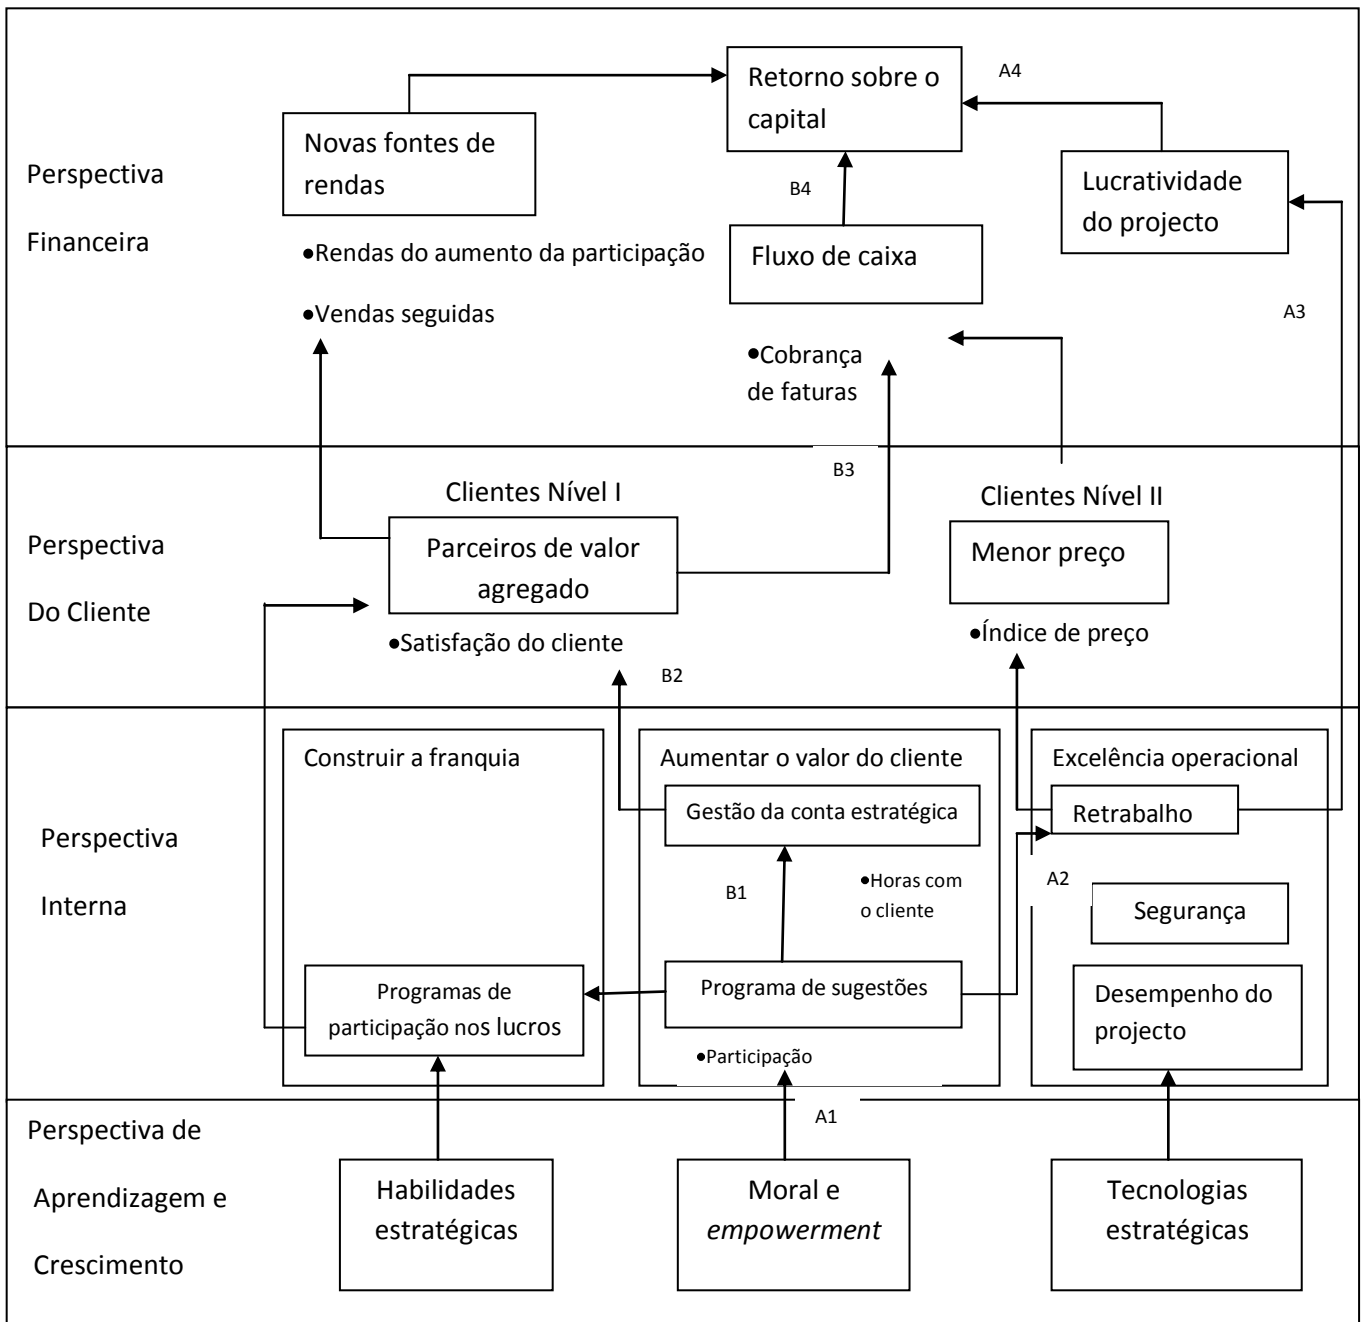 Perspectiva
Financeira
Retorno sobre o
capital
A4
Novas fontes de
rendas
B4
Lucratividade
do projecto
•Rendas do aumento da participação
Fluxo de caixa
•Vendas seguidas
A3
•Cobrança
de faturas
Perspectiva
Do Cliente
B3
Clientes Nível I
Clientes Nível II
Parceiros de valor
agregado
Menor preço
•Satisfação do cliente
•Índice de preço
B2
Perspectiva
Interna
Construir a franquia
Aumentar o valor do cliente
Excelência operacional
Gestão da conta estratégica
Retrabalho
B1
•Horas com
o cliente
A2
Segurança
Programas de
participação nos lucros
Programa de sugestões
Desempenho do
projecto
•Participação
Perspectiva de
Aprendizagem e
Crescimento
A1
Habilidades
estratégicas
Moral e
empowerment
Tecnologias
estratégicas